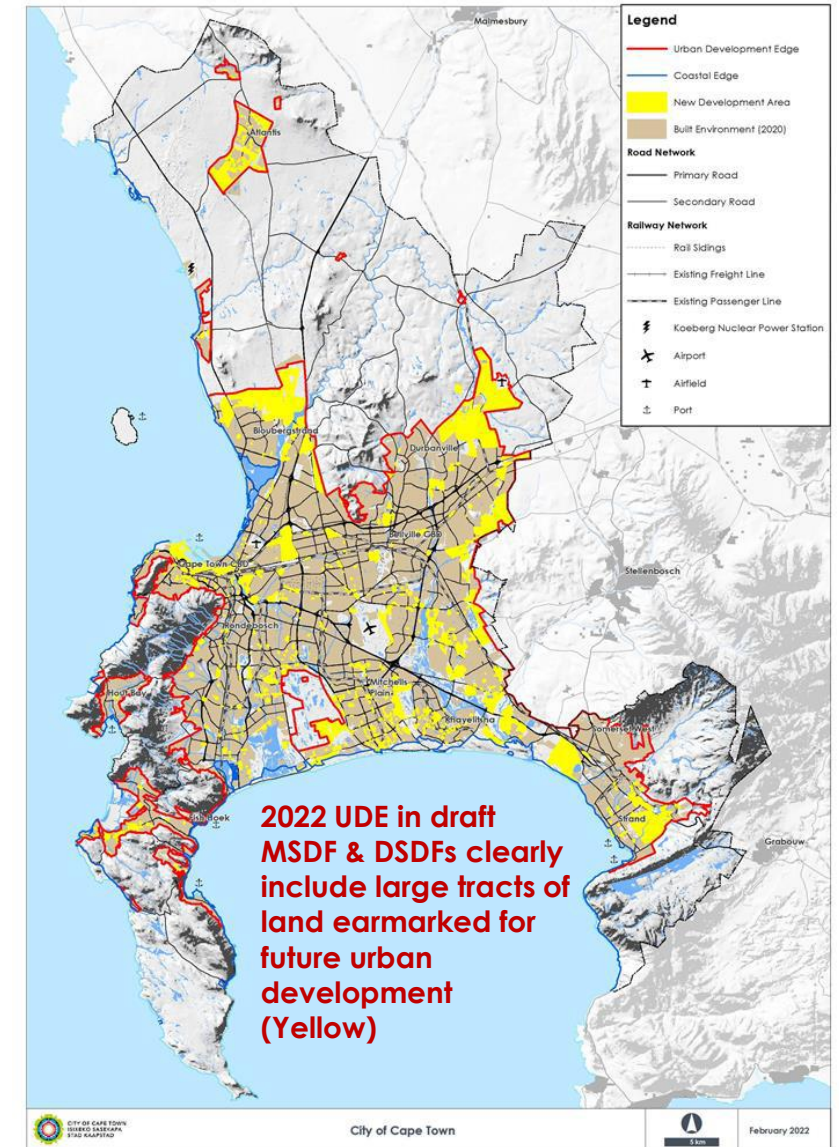 Malmesbury
Legend
Urban Development Edge
Coastal Edge
New Development Area
Built Environment (2020)
Road Network
Primary Road
Secondary Road
Railway Network
Rail Sidings
Existing Freight Line
Existing Passenger Line
Koeberg Nuclear Power Station
Airport
Airfield
Port
Atlantis
Bloubergstrand
Durbanville
Bellville CBD
Cape Town CBD
Stellenbosch
Rondebosch
Hout Bay
Mitchells
Plain
Khayelitsha
Somerset West
Fish Hoek
Strand
Grabouw
2022 UDE in draft
MSDF & DSDFs clearly
include large tracts of
land earmarked for
future urban
development
(Yellow)
CITY OF CAPE TOWN
ISIXEKO SASEKAPA
STAD KAAPSTAD
City of Cape Town
5 km
February 2022